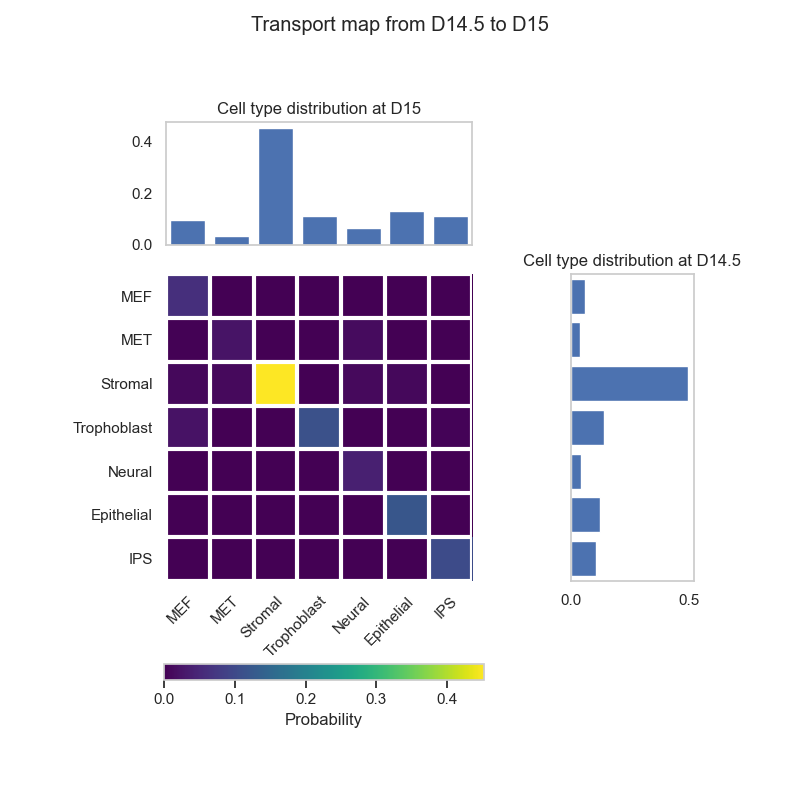 Transport map from D14.5 to D15
Cell type distribution at D15
0.4
0.2
0.0
Cell type distribution at D14.5
MEF
MET
Stromal
Trophoblast
Neural
Epithelial
IPS
0.0 0.5
MEF MET Stromal Trophoblast Neural Epithelial IPS
0.0 0.1 0.2 0.3 0.4
Probability